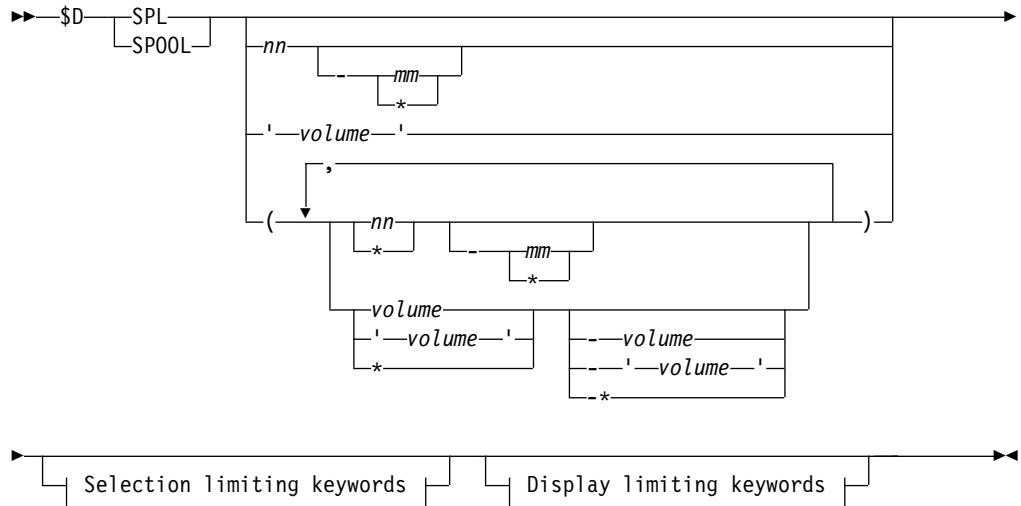 $D SPL
SPOOL
nn
- mm
*
' volume '
,
( nn )
* - mm
*
volume
' volume ' - volume
* - ' volume '
-*
Selection limiting keywords Display limiting keywords